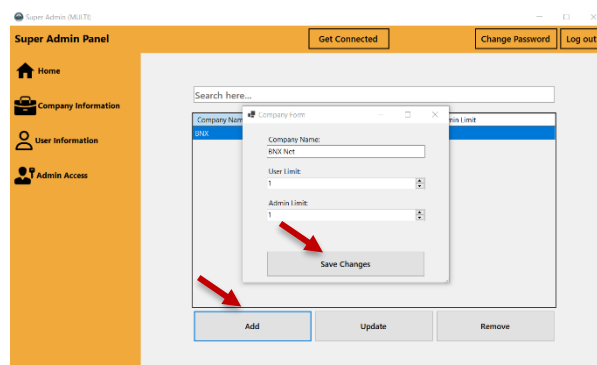 Super Admin (MULTI)
Super Admin Panel
Get Connected
Change Password
Log out
Home
Company Information
User Information
Admin Access
Search here...
Company Nam
min Limit
BNX
Company Form
Company Name:
BNX Net
User Limit:
1
Admin Limit:
1
Save Changes
Add
Update
Remove